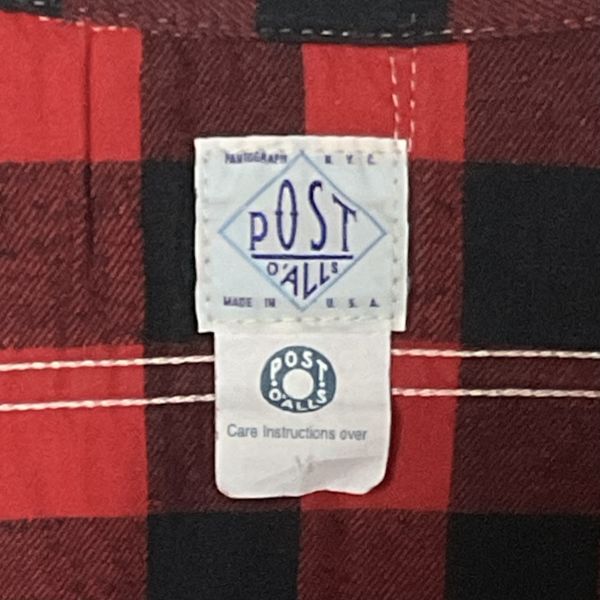 PANTOGRAPH N. Y. C.
POST
O'ALLS
MADE IN U. S. A.
POST
O'ALLS
Care Instructions over